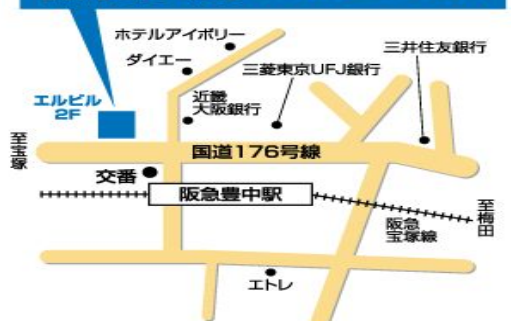 ホテルアイボリー
ダイエー
三井住友銀行
三菱東京UFJ銀行
近畿
大阪銀行
エルビル
2F
至宝塚
国道176号線
交番
阪急豊中駅
至梅田
阪急
宝塚線
エトレ